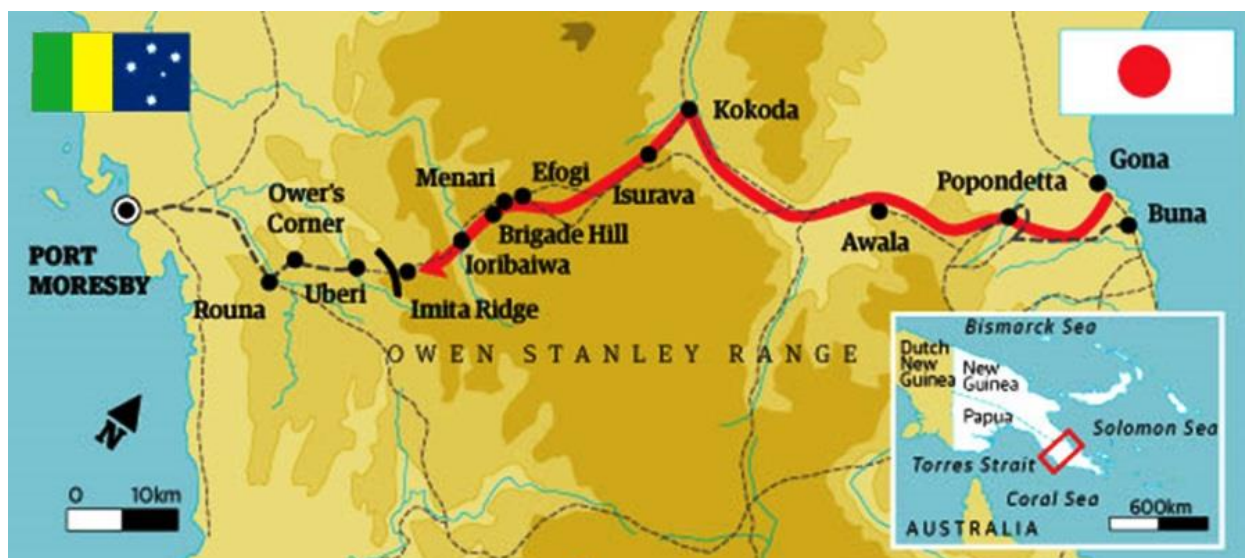 Kokoda
Gona
Efogi
Menari
Isurava
Popondetta
Ower's
Corner
Buna
Brigade Hill
Awala
PORT
MORESBY
Ioribaiwa
Rouna
Uberi
Imita Ridge
OWEN STANLEY RANGE
N
0 10km
Bismarck Sea
Dutch
New
Guinea
New
Guinea
Papua
Solomon Sea
Torres Strait
Coral Sea
600km
AUSTRALIA